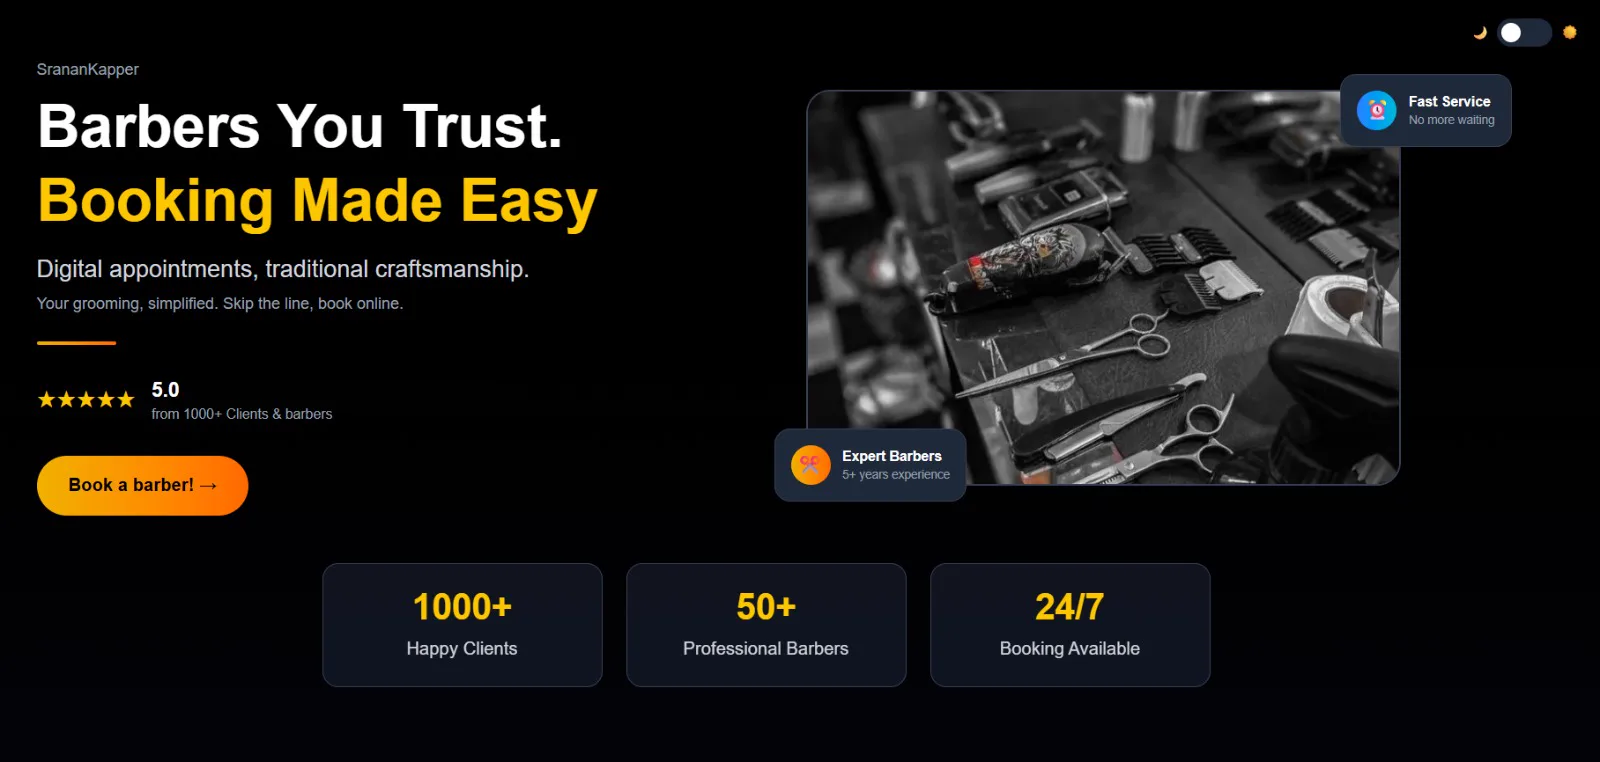 SrananKapper
Barbers You Trust.
Booking Made Easy
Digital appointments, traditional craftsmanship.
Your grooming, simplified. Skip the line, book online.
★★★★★ 5.0
from 1000+ Clients & barbers
Book a barber! →
Fast Service
No more waiting
Expert Barbers
5+ years experience
1000+
Happy Clients
50+
Professional Barbers
24/7
Booking Available